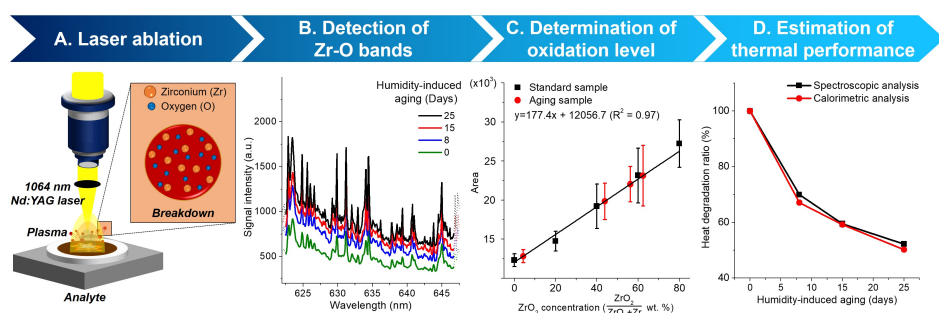 A. Laser ablation
B. Detection of
Zr-O bands
C. Determination of
oxidation level
D. Estimation of
thermal performance
Zirconium (Zr)
Oxygen (O)
Breakdown
1064 nm
Nd:YAG laser
Plasma
Analyte
Humidity-induced
aging (Days)
25
15
8
0
Signal intensity (a.u.)
2000
1500
1000
500
625 630 635 640 645
Wavelength (nm)
(x10³)
Standard sample
Aging sample
y=177.4x + 12056.7 (R² = 0.97)
Area
30
25
20
15
0 20 40 60 80
ZrO₂ concentration (ZrO₂/ZrO₂+Zr wt. %)
Spectroscopic analysis
Calorimetric analysis
Heat degradation ratio (%)
100
80
60
40
0 5 10 15 20 25
Humidity-induced aging (days)